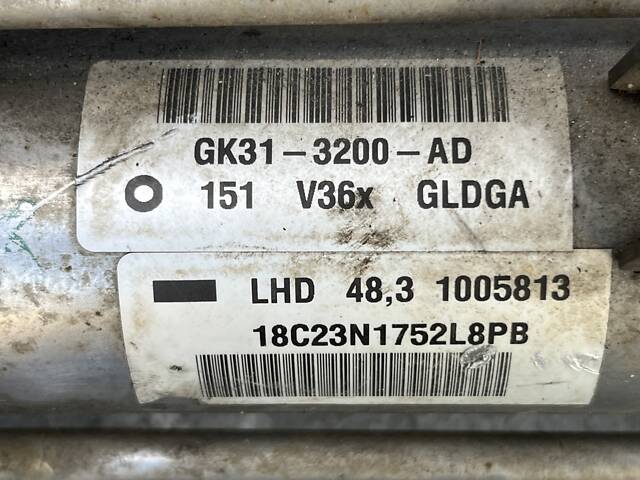 GK31-3200-AD
151 V36x GLDGA
LHD 48,3 1005813
18C23N1752L8PB